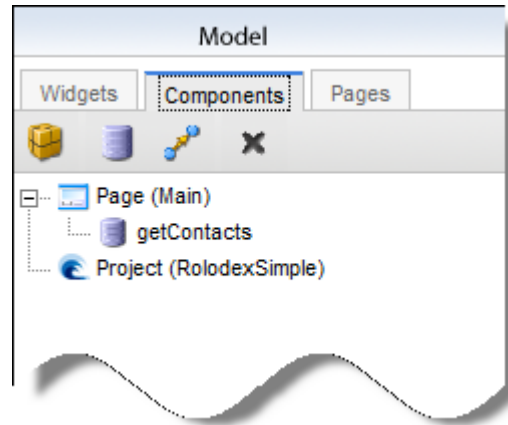 Model
Widgets Components Pages
Page (Main)
getContacts
Project (RolodexSimple)